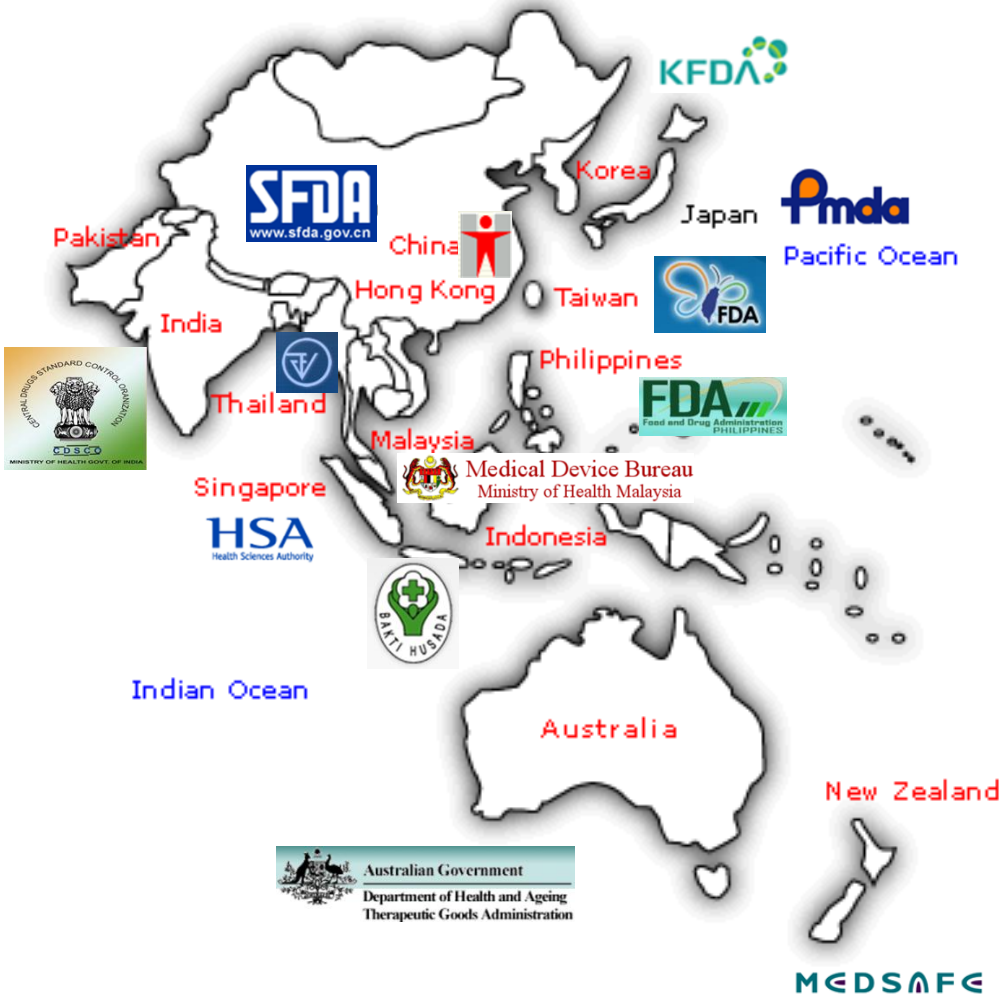 KFDA
SFDA
www.sfda.gov.cn
Korea
Japan
Pmda
Pacific Ocean
Pakistan
China
Hong Kong
Taiwan
FDA
India
Philippines
FDA
Food and Drug Administration
PHILIPPINES
CENTRAL DRUGS STANDARD CONTROL ORANIZATION
CDSCO
MINISTRY OF HEALTH GOVT. OF INDIA
Thailand
Malaysia
Medical Device Bureau
Ministry of Health Malaysia
Singapore
HSA
Health Sciences Authority
Indonesia
BAKTI HUSADA
Indian Ocean
Australia
New Zealand
Australian Government
Department of Health and Ageing
Therapeutic Goods Administration
MEDSAFE